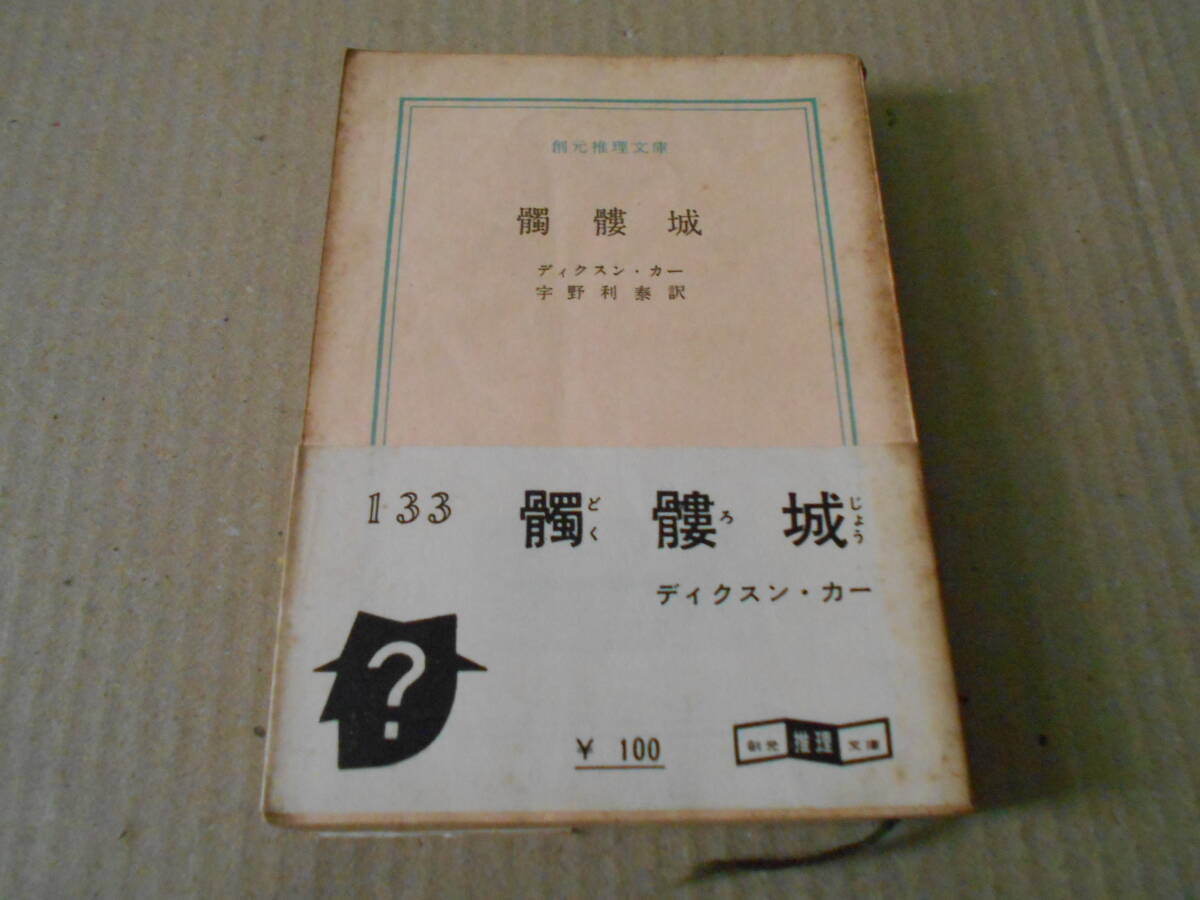 創元推理文庫
髑髏城
ディクスン・カー
宇野利泰訳
133
髑髏城
どくろじょう
ディクスン・カー
?
¥ 100
創元推理文庫